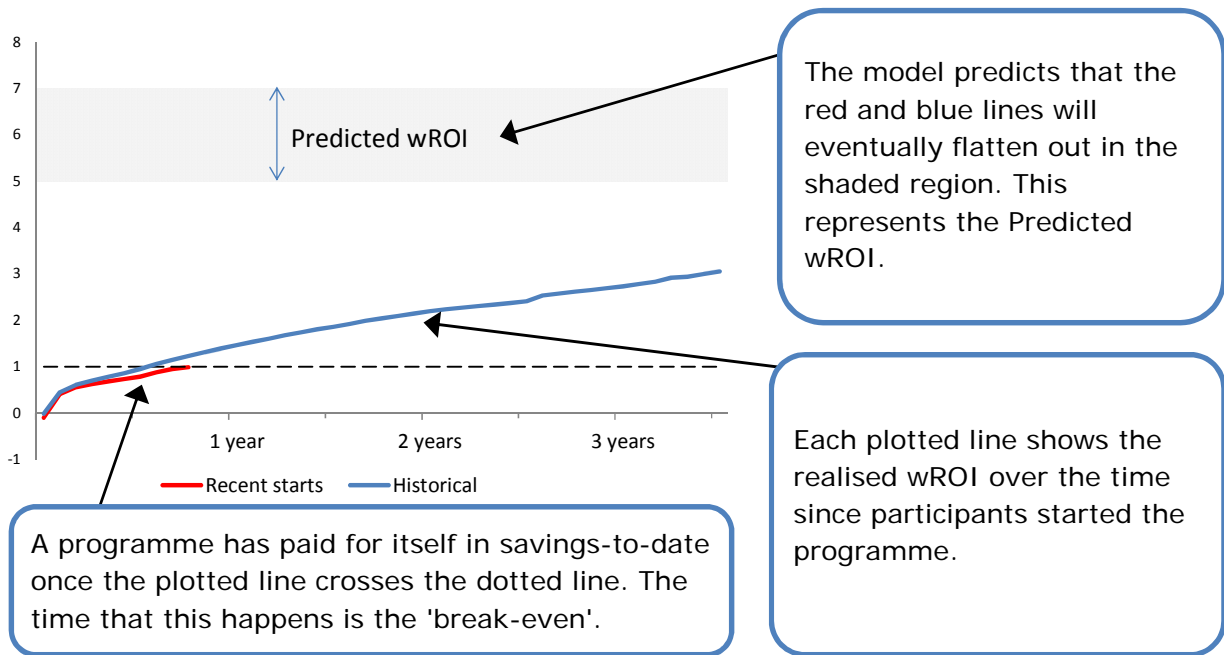 8
7
6
5
4
3
2
1
0
-1
Predicted wROI
1 year
2 years
3 years
Recent starts
Historical
The model predicts that the
red and blue lines will
eventually flatten out in the
shaded region. This
represents the Predicted
wROI.
Each plotted line shows the
realised wROI over the time
since participants started the
programme.
A programme has paid for itself in savings-to-date
once the plotted line crosses the dotted line. The
time that this happens is the 'break-even'.